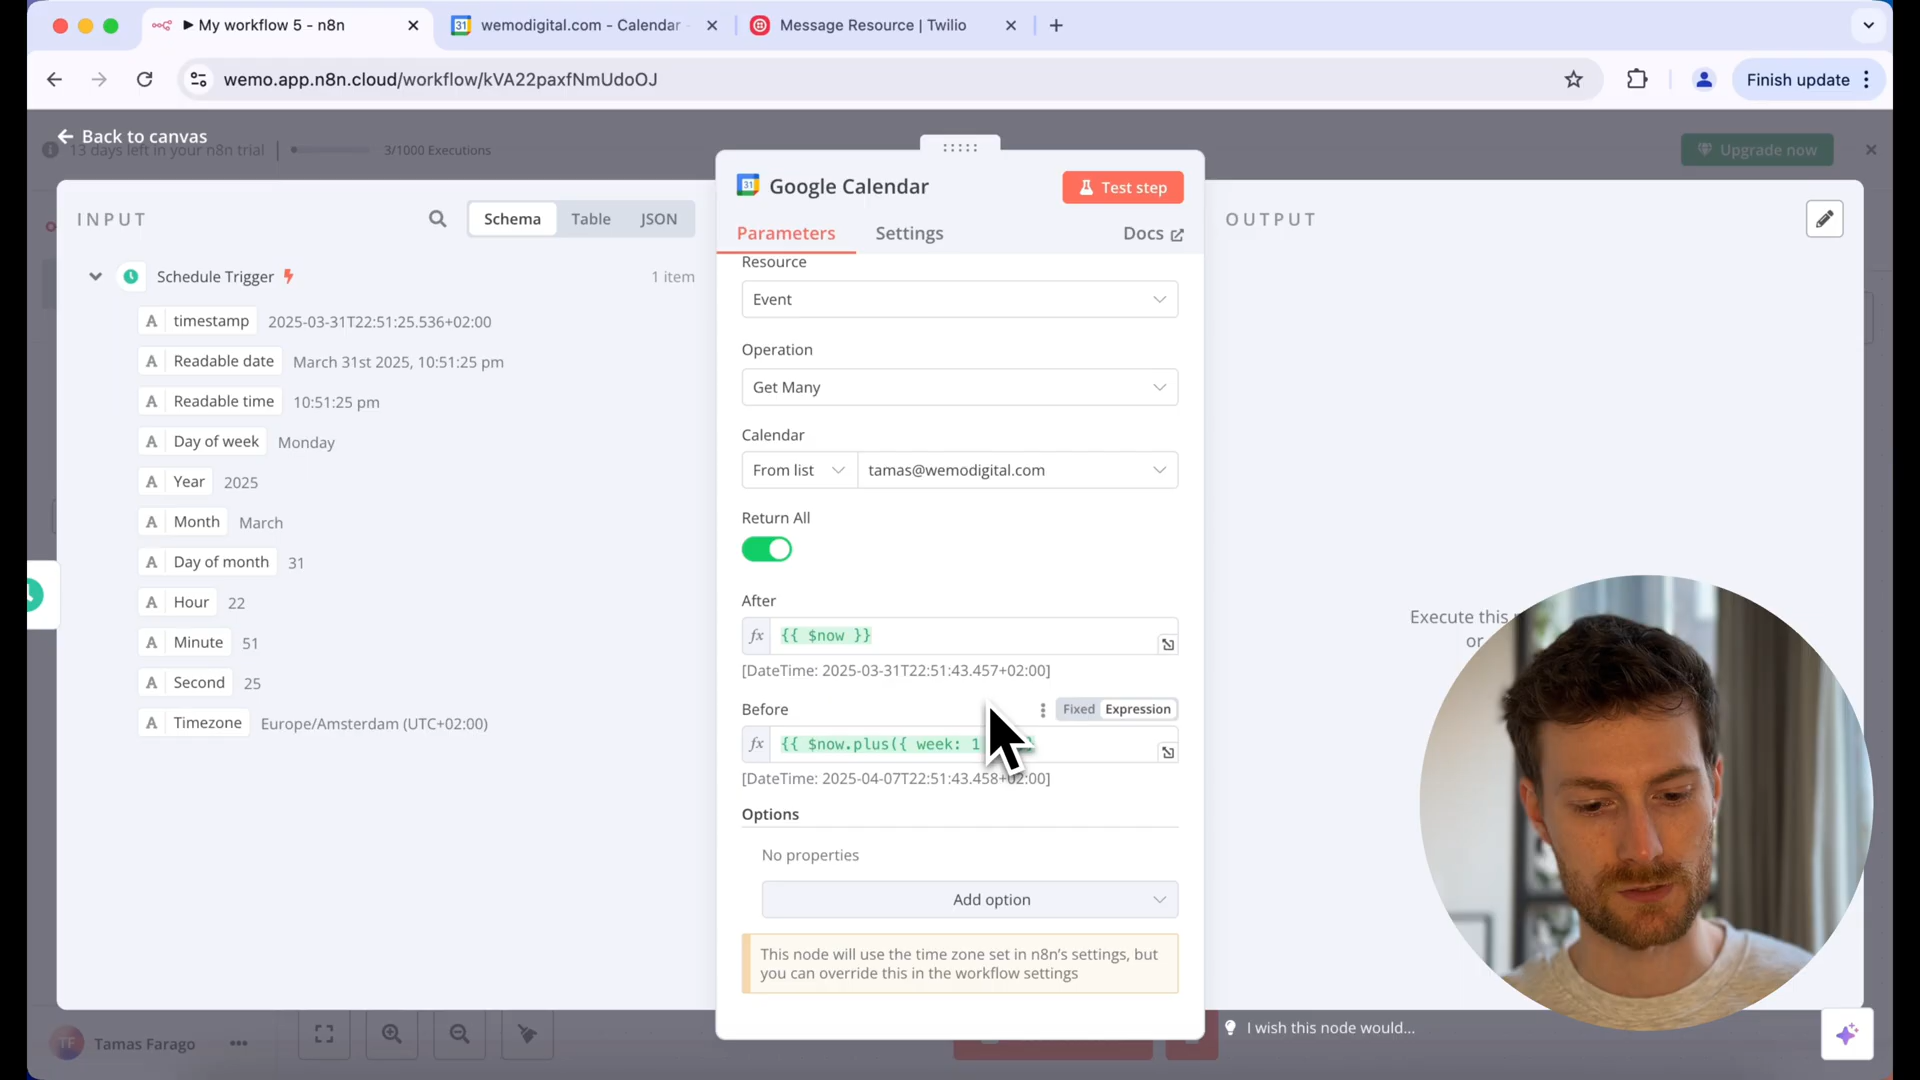 My workflow 5 - n8n
wemodigital.com - Calendar
Message Resource | Twilio
wemo.app.n8n.cloud/workflow/kVA22paxfNmUdoOJ
Finish update
Back to canvas
13 days left in your n8n trial
3/1000 Executions
Upgrade now
INPUT
Schema
Table
JSON
Schedule Trigger
1 item
A timestamp 2025-03-31T22:51:25.536+02:00
A Readable date March 31st 2025, 10:51:25 pm
A Readable time 10:51:25 pm
A Day of week Monday
A Year 2025
A Month March
A Day of month 31
A Hour 22
A Minute 51
A Second 25
A Timezone Europe/Amsterdam (UTC+02:00)
31 Google Calendar
Test step
Parameters
Settings
Docs
Resource
Event
Operation
Get Many
Calendar
From list
tamas@wemodigital.com
Return All
After
fx {{ $now }}
[DateTime: 2025-03-31T22:51:43.457+02:00]
Before
Fixed
Expression
fx {{ $now.plus({ week: 1
[DateTime: 2025-04-07T22:51:43.458+02:00]
Options
No properties
Add option
This node will use the time zone set in n8n's settings, but
you can override this in the workflow settings
OUTPUT
Execute this
or
I wish this node would...
TF Tamas Farago